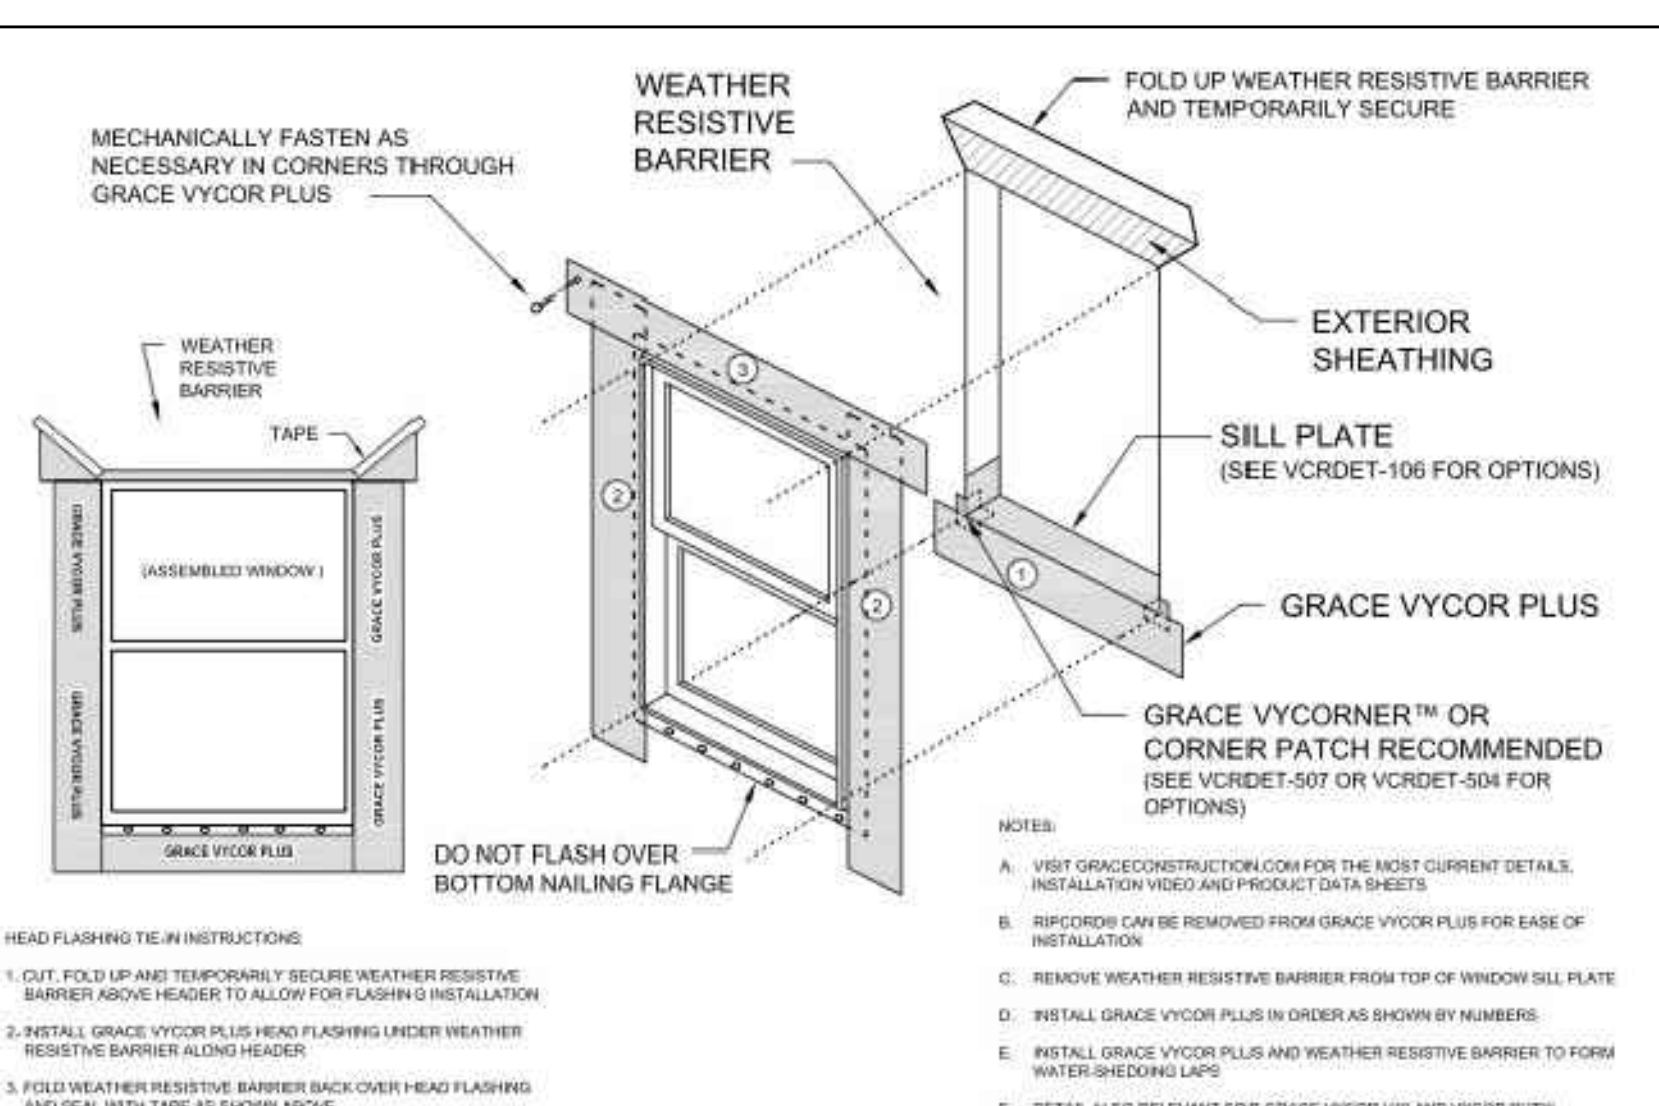 WEATHER
RESISTIVE
BARRIER
FOLD UP WEATHER RESISTIVE BARRIER
AND TEMPORARILY SECURE
MECHANICALLY FASTEN AS
NECESSARY IN CORNERS THROUGH
GRACE VYCOR PLUS
EXTERIOR
SHEATHING
WEATHER
RESISTIVE
BARRIER
TAPE
SILL PLATE
(SEE VCRDET-106 FOR OPTIONS)
3
2
2
1
GRACE VYCOR PLUS
GRACE VYCOR PLUS
GRACE VYCOR PLUS
GRACE VYCOR PLUS
(ASSEMBLED WINDOW )
GRACE VYCOR PLUS
GRACE VYCOR PLUS
GRACE VYCORNER™ OR
CORNER PATCH RECOMMENDED
(SEE VCRDET-507 OR VCRDET-504 FOR
OPTIONS)
DO NOT FLASH OVER
BOTTOM NAILING FLANGE
HEAD FLASHING TIE-IN INSTRUCTIONS:
1. CUT, FOLD UP AND TEMPORARILY SECURE WEATHER RESISTIVE
BARRIER ABOVE HEADER TO ALLOW FOR FLASHING INSTALLATION
2. INSTALL GRACE VYCOR PLUS HEAD FLASHING UNDER WEATHER
RESISTIVE BARRIER ALONG HEADER
3. FOLD WEATHER RESISTIVE BARRIER BACK OVER HEAD FLASHING
AND SEAL WITH TAPE AS SHOWN ABOVE
NOTES:
A. VISIT GRACECONSTRUCTION.COM FOR THE MOST CURRENT DETAILS,
INSTALLATION VIDEO AND PRODUCT DATA SHEETS
B. RIPCORD® CAN BE REMOVED FROM GRACE VYCOR PLUS FOR EASE OF
INSTALLATION
C. REMOVE WEATHER RESISTIVE BARRIER FROM TOP OF WINDOW SILL PLATE
D. INSTALL GRACE VYCOR PLUS IN ORDER AS SHOWN BY NUMBERS
E. INSTALL GRACE VYCOR PLUS AND WEATHER RESISTIVE BARRIER TO FORM
WATER-SHEDDING LAPS